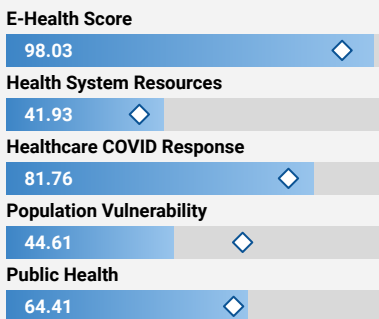 E-Health Score
98.03
Health System Resources
41.93
Healthcare COVID Response
81.76
Population Vulnerability
44.61
Public Health
64.41